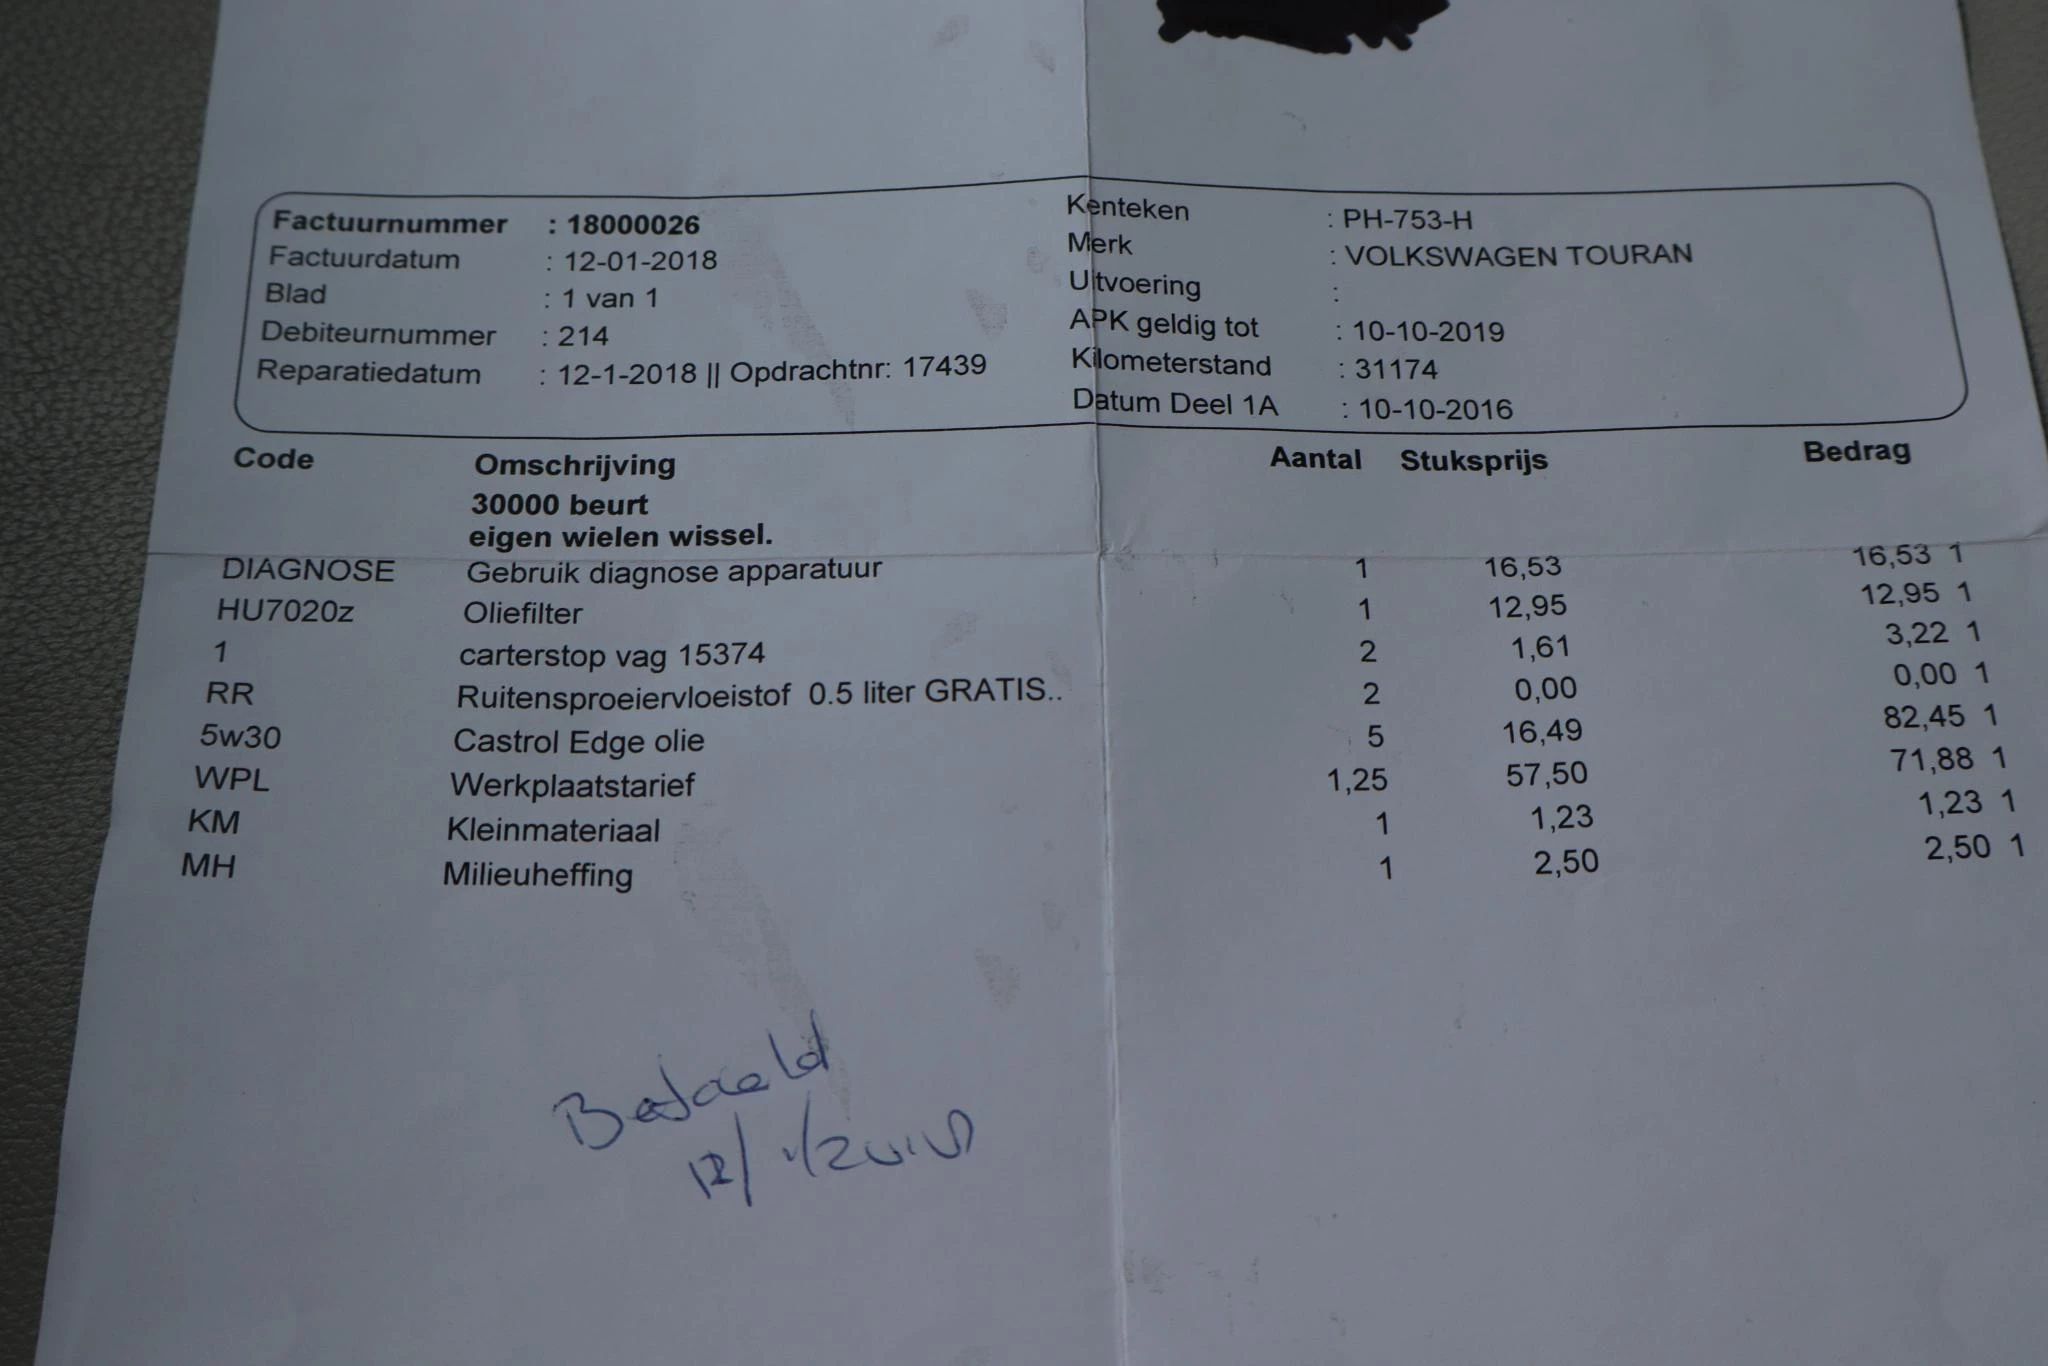 Factuurnummer : 18000026
Factuurdatum : 12-01-2018
Blad : 1 van 1
Debiteurnummer : 214
Reparatiedatum : 12-1-2018 || Opdrachtnr: 17439
Kenteken : PH-753-H
Merk : VOLKSWAGEN TOURAN
Uitvoering :
APK geldig tot : 10-10-2019
Kilometerstand : 31174
Datum Deel 1A : 10-10-2016
Code Omschrijving Aantal Stuksprijs Bedrag
30000 beurt
eigen wielen wissel.
DIAGNOSE Gebruik diagnose apparatuur 1 16,53 16,53 1
HU7020z Oliefilter 1 12,95 12,95 1
1 carterstop vag 15374 2 1,61 3,22 1
RR Ruitensproeiervloeistof 0.5 liter GRATIS.. 2 0,00 0,00 1
5w30 Castrol Edge olie 5 16,49 82,45 1
WPL Werkplaatstarief 1,25 57,50 71,88 1
KM Kleinmateriaal 1 1,23 1,23 1
MH Milieuheffing 1 2,50 2,50 1
Betaald